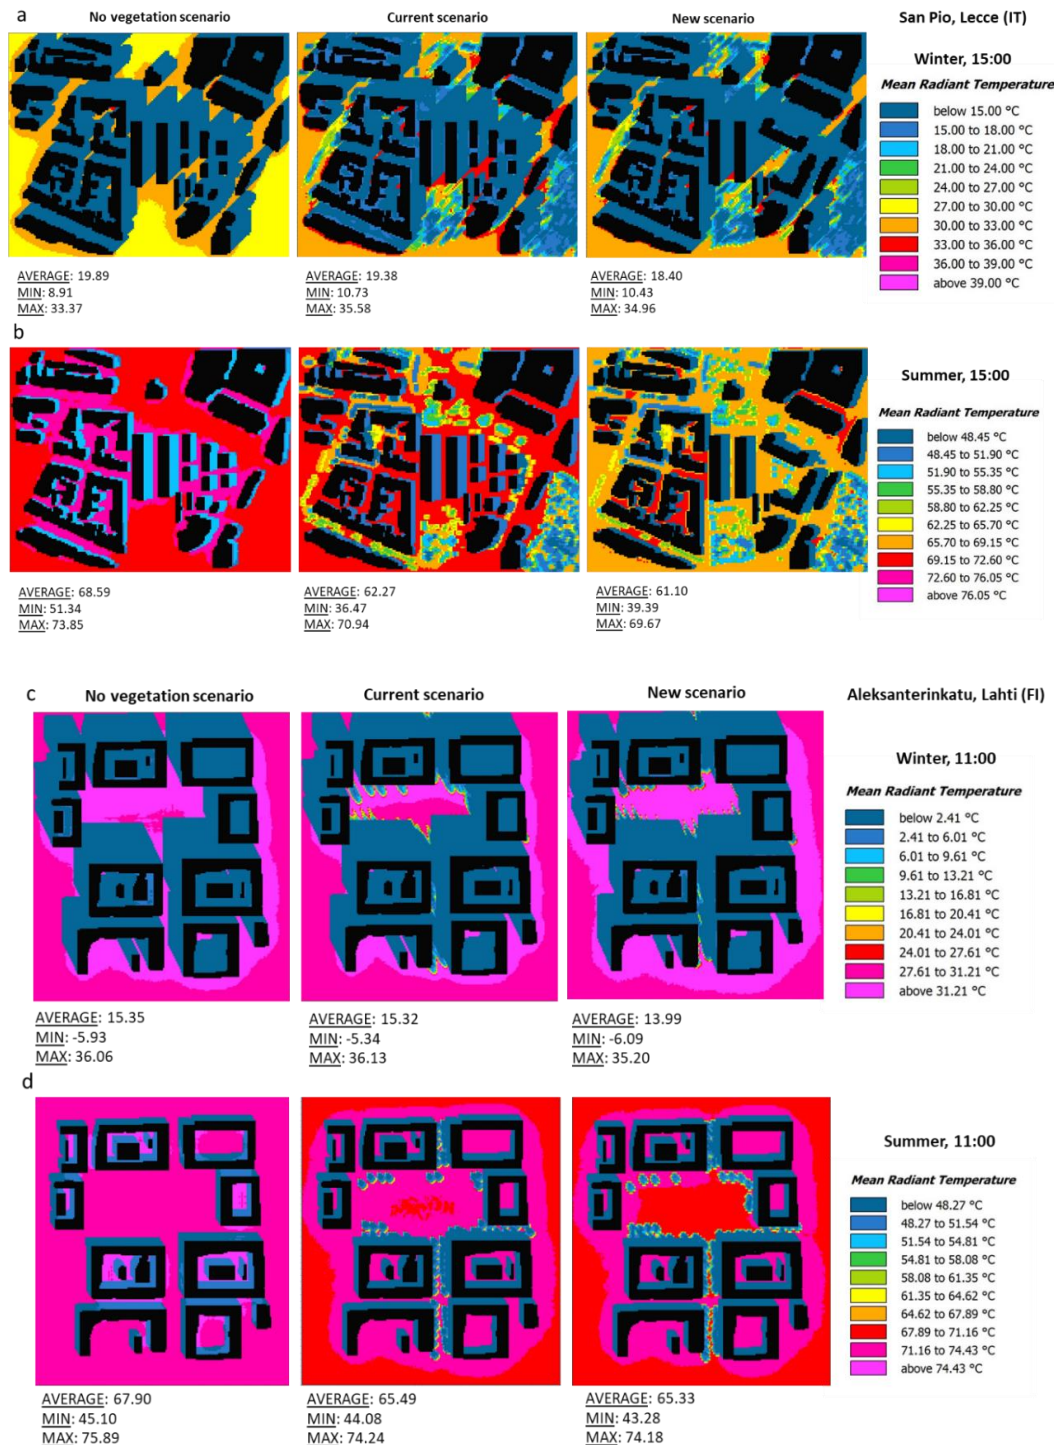 a
No vegetation scenario
Current scenario
New scenario
San Pio, Lecce (IT)
Winter, 15:00
Mean Radiant Temperature
below 15.00 °C
15.00 to 18.00 °C
18.00 to 21.00 °C
21.00 to 24.00 °C
24.00 to 27.00 °C
27.00 to 30.00 °C
30.00 to 33.00 °C
33.00 to 36.00 °C
36.00 to 39.00 °C
above 39.00 °C
AVERAGE: 19.89
MIN: 8.91
MAX: 33.37
AVERAGE: 19.38
MIN: 10.73
MAX: 35.58
AVERAGE: 18.40
MIN: 10.43
MAX: 34.96
b
Summer, 15:00
Mean Radiant Temperature
below 48.45 °C
48.45 to 51.90 °C
51.90 to 55.35 °C
55.35 to 58.80 °C
58.80 to 62.25 °C
62.25 to 65.70 °C
65.70 to 69.15 °C
69.15 to 72.60 °C
72.60 to 76.05 °C
above 76.05 °C
AVERAGE: 68.59
MIN: 51.34
MAX: 73.85
AVERAGE: 62.27
MIN: 36.47
MAX: 70.94
AVERAGE: 61.10
MIN: 39.39
MAX: 69.67
c
No vegetation scenario
Current scenario
New scenario
Aleksanterinkatu, Lahti (FI)
Winter, 11:00
Mean Radiant Temperature
below 2.41 °C
2.41 to 6.01 °C
6.01 to 9.61 °C
9.61 to 13.21 °C
13.21 to 16.81 °C
16.81 to 20.41 °C
20.41 to 24.01 °C
24.01 to 27.61 °C
27.61 to 31.21 °C
above 31.21 °C
AVERAGE: 15.35
MIN: -5.93
MAX: 36.06
AVERAGE: 15.32
MIN: -5.34
MAX: 36.13
AVERAGE: 13.99
MIN: -6.09
MAX: 35.20
d
Summer, 11:00
Mean Radiant Temperature
below 48.27 °C
48.27 to 51.54 °C
51.54 to 54.81 °C
54.81 to 58.08 °C
58.08 to 61.35 °C
61.35 to 64.62 °C
64.62 to 67.89 °C
67.89 to 71.16 °C
71.16 to 74.43 °C
above 74.43 °C
AVERAGE: 67.90
MIN: 45.10
MAX: 75.89
AVERAGE: 65.49
MIN: 44.08
MAX: 74.24
AVERAGE: 65.33
MIN: 43.28
MAX: 74.18